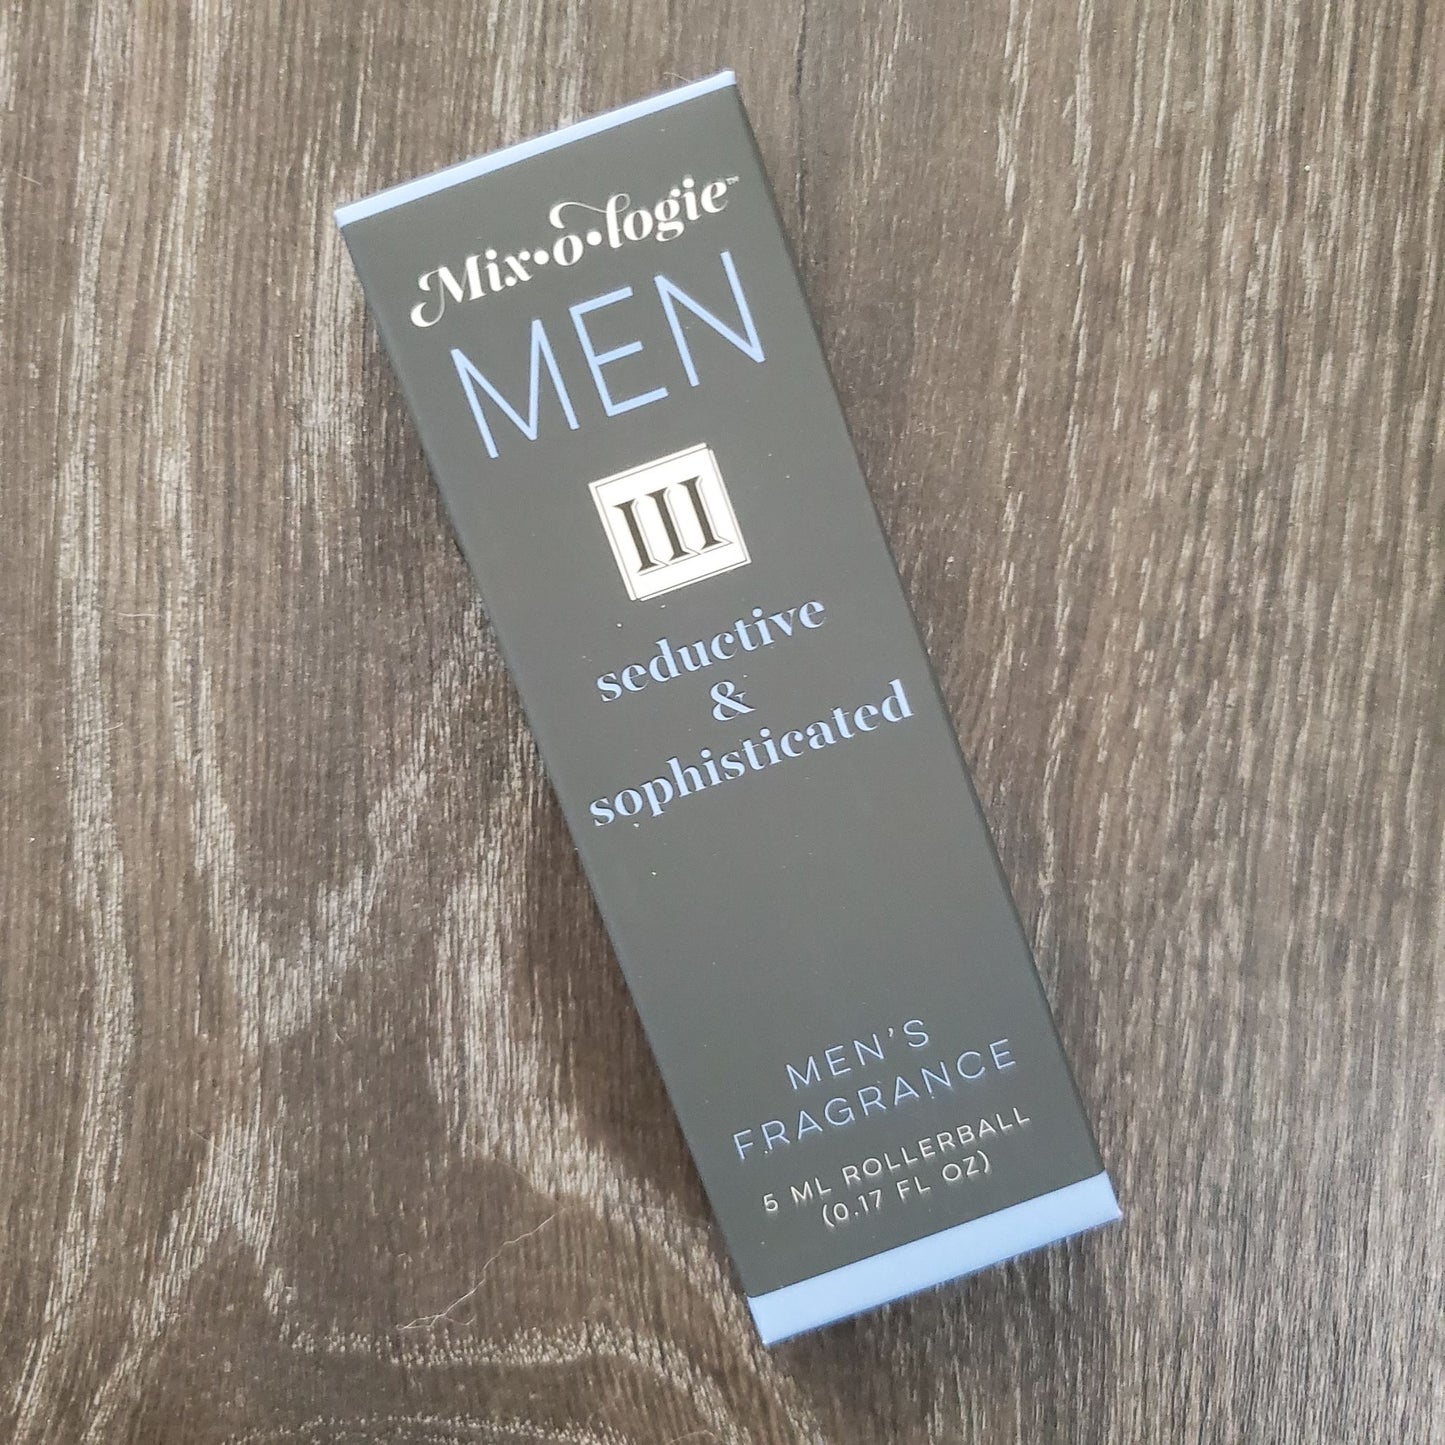 Mix•o•logie™
MEN
III
seductive
&
sophisticated
MEN'S
FRAGRANCE
5 ML ROLLERBALL
(0.17 FL OZ)